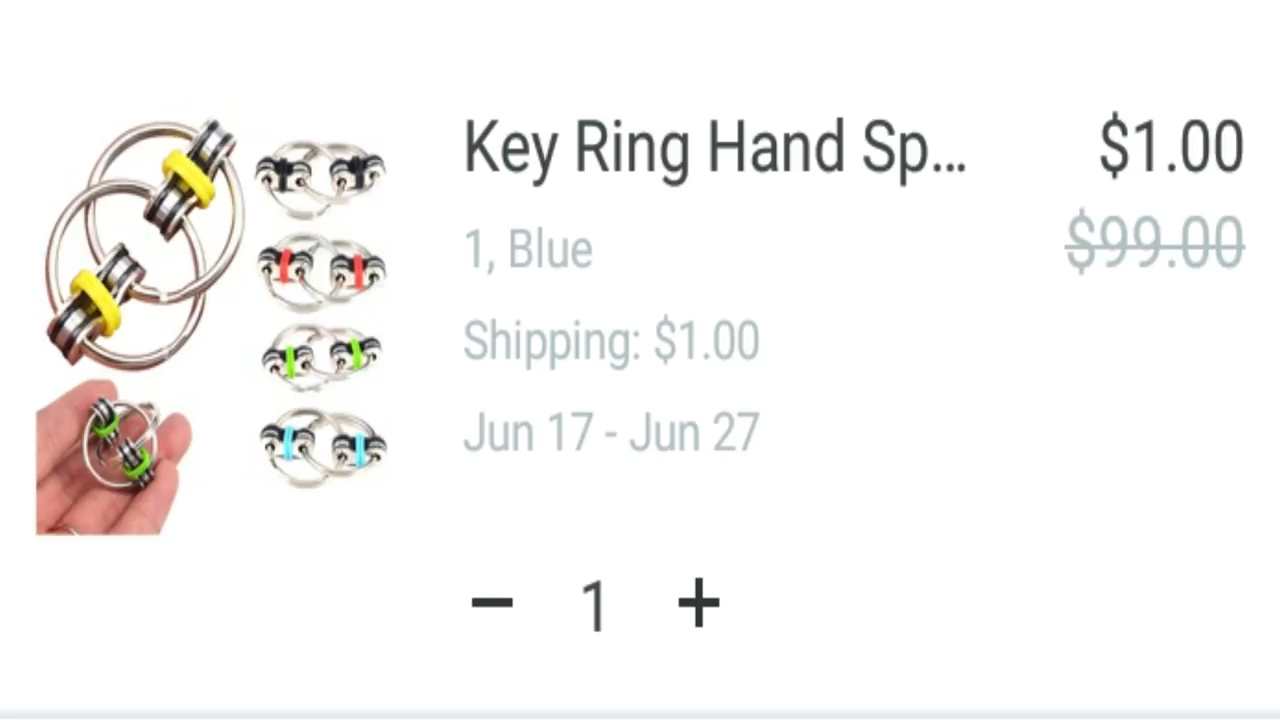 Key Ring Hand Sp... $1.00
1, Blue $99.00
Shipping: $1.00
Jun 17 - Jun 27
− 1 +